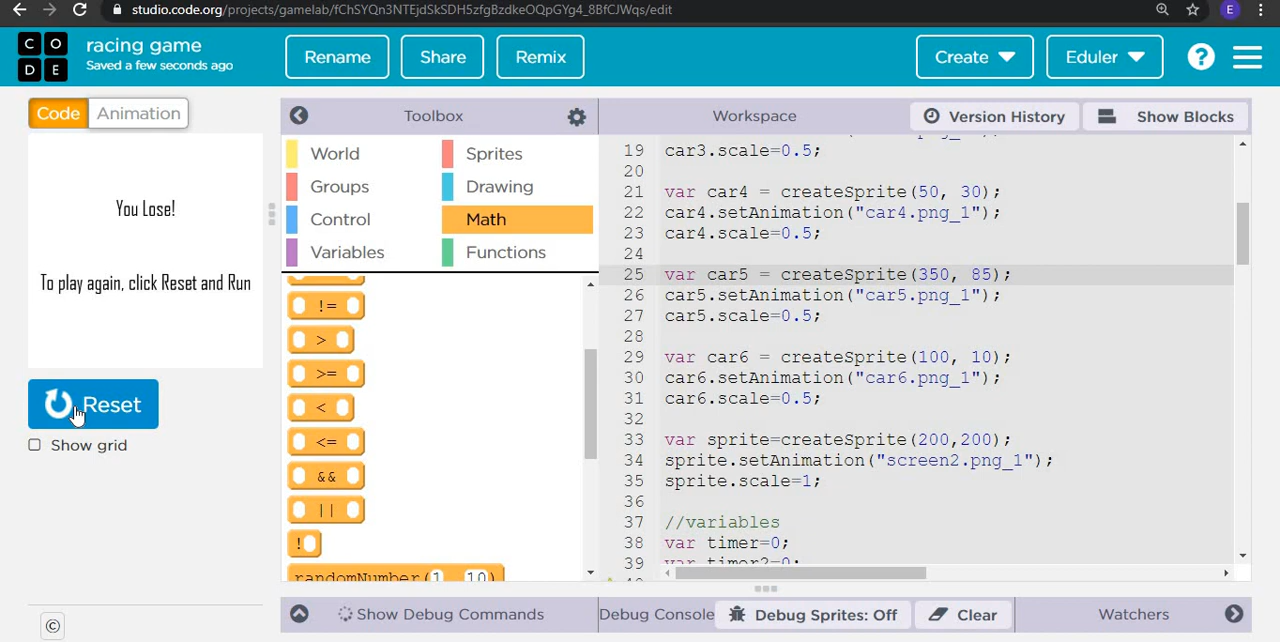 studio.code.org/projects/gamelab/fChSYQn3NTEjdSkSDH5zfgBzdkeOQpGYg4_8BfCJWqs/edit
E
C O
D E
racing game
Saved a few seconds ago
Rename
Share
Remix
Create
Eduler
?
Code
Animation
Toolbox
Workspace
Version History
Show Blocks
You Lose!
To play again, click Reset and Run
Reset
Show grid
World
Sprites
Groups
Drawing
Control
Math
Variables
Functions
!=
>
>=
<
<=
&&
||
!
randomNumber(1 10)
19 car3.scale=0.5;
20
21 var car4 = createSprite(50, 30);
22 car4.setAnimation("car4.png_1");
23 car4.scale=0.5;
24
25 var car5 = createSprite(350, 85);
26 car5.setAnimation("car5.png_1");
27 car5.scale=0.5;
28
29 var car6 = createSprite(100, 10);
30 car6.setAnimation("car6.png_1");
31 car6.scale=0.5;
32
33 var sprite=createSprite(200,200);
34 sprite.setAnimation("screen2.png_1");
35 sprite.scale=1;
36
37 //variables
38 var timer=0;
39 var timer2=0;
©
Show Debug Commands
Debug Console
Debug Sprites: Off
Clear
Watchers